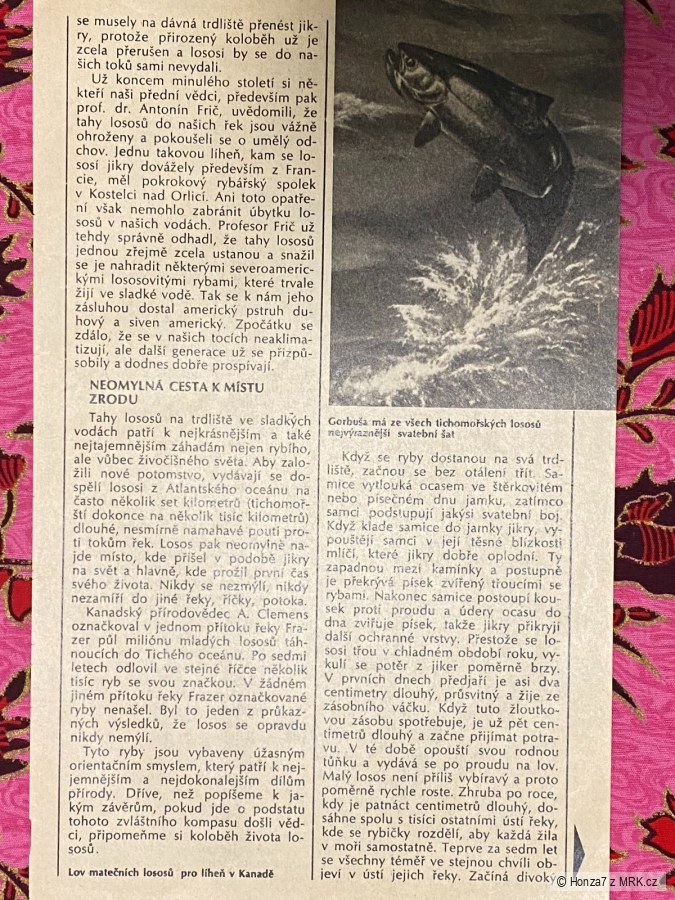 se musely na dávná trdliště přenést jik-
ry, protože přirozený koloběh už je
zcela přerušen a lososi by se do na-
šich toků sami nevydali.
Už koncem minulého století si ně-
kteří naši přední vědci, především pak
prof. dr. Antonín Frič, uvědomili, že
tahy lososů do našich řek jsou vážně
ohroženy a pokoušeli se o umělý od-
chov. Jednu takovou líheň, kam se lo-
sosí jikry dovážely především z Fran-
cie, měl pokrokový rybářský spolek
v Kostelci nad Orlicí. Ani toto opatře-
ní však nemohlo zabránit úbytku lo-
sosů v našich vodách. Profesor Frič už
tehdy správně odhadl, že tahy lososů
jednou zřejmě zcela ustanou a snažil
se je nahradit některými severoameric-
kými lososovitými rybami, které trvale
žijí ve sladké vodě. Tak se k nám jeho
zásluhou dostal americký pstruh du-
hový a siven americký. Zpočátku se
zdálo, že se v našich tocích neaklima-
tizují, ale další generace už se přizpů-
sobily a dodnes dobře prospívají.
NEOMYLNÁ CESTA K MÍSTU
ZRODU
Tahy lososů na trdliště ve sladkých
vodách patří k nejkrásnějším a také
nejtajemnějším záhadám nejen rybího,
ale vůbec živočišného světa. Aby zalo-
žili nové potomstvo, vydávají se do-
spělí lososi z Atlantského oceánu na
často několik set kilometrů (tichomoř-
ští dokonce na několik tisíc kilometrů)
dlouhé, nesmírně namahavé pouti pro-
ti tokům řek. Losos pak neomylně na-
jde místo, kde přišel v podobě jikry
na svět a hlavně, kde prožil první čas
svého života. Nikdy se nezmýlí, nikdy
nezamíří do jiné řeky, říčky, potoka.
Kanadský přírodovědec A. Clemens
označkoval v jednom přítoku řeky Fra-
zer půl miliónu mladých lososů táh-
noucích do Tichého oceánu. Po sedmi
letech odlovil ve stejné říčce několik
tisíc ryb se svou značkou. V žádném
jiném přítoku řeky Frazer označkované
ryby nenašel. Byl to jeden z průkaz-
ných výsledků, že losos se opravdu
nikdy nemýlí.
Tyto ryby jsou vybaveny úžasným
orientačním smyslem, který patří k nej-
jemnějším a nejdokonalejším dílům
přírody. Dříve, než popíšeme k ja-
kým závěrům, pokud jde o podstatu
tohoto zvláštního kompasu došli věd-
ci, připomeňme si koloběh života lo-
sosů.
Lov matečních lososů pro líheň v Kanadě
Gorbuša má ze všech tichomořských lososů
nejvýraznější svatební šat
Když se ryby dostanou na svá trd-
liště, začnou se bez otálení třít. Sa-
mice vytlouká ocasem ve štěrkovitém
nebo písečném dnu jamku, zatímco
samci podstupují jakýsi svatební boj.
Když klade samice do jamky jikry, vy-
pouštějí samci v její těsné blízkosti
mlíčí, které jikry dobře oplodní. Ty
zapadnou mezi kamínky a postupně
je překrývá písek zvířený třoucími se
rybami. Nakonec samice postoupí kou-
sek proti proudu a údery ocasu do
dna zviřuje písek, takže jikry přikryjí
další ochranné vrstvy. Přestože se lo-
sosi třou v chladném období roku, vy-
kulí se potěr z jiker poměrně brzy.
V prvních dnech předjaří je asi dva
centimetry dlouhý, průsvitný a žije ze
zásobního váčku. Když tuto žloutko-
vou zásobu spotřebuje, je už pět cen-
timetrů dlouhý a začne přijímat potra-
vu. V té době opouští svou rodnou
tůňku a vydává se po proudu na lov.
Malý losos není příliš vybíravý a proto
poměrně rychle roste. Zhruba po roce,
kdy je patnáct centimetrů dlouhý, do-
sáhne spolu s tisíci ostatními ústí řeky,
kde se rybičky rozdělí, aby každá žila
v moři samostatně. Teprve za sedm let
se všechny téměř ve stejnou chvíli ob-
jeví v ústí jejich řeky. Začíná divoký
© Honza7 z MRK.cz